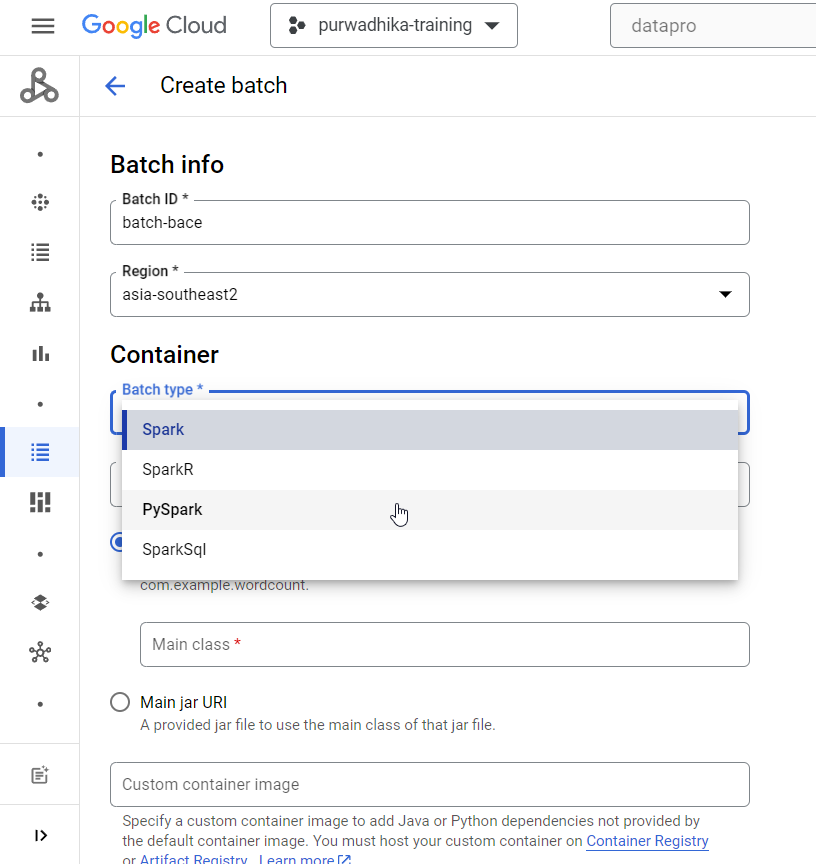 Google Cloud
purwadhika-training
datapro
Create batch
Batch info
Batch ID *
batch-bace
Region *
asia-southeast2
Container
Batch type *
Spark
SparkR
PySpark
SparkSql
com.example.wordcount.
Main class *
Main jar URI
A provided jar file to use the main class of that jar file.
Custom container image
Specify a custom container image to add Java or Python dependencies not provided by
the default container image. You must host your custom container on Container Registry
or Artifact Registry. Learn more